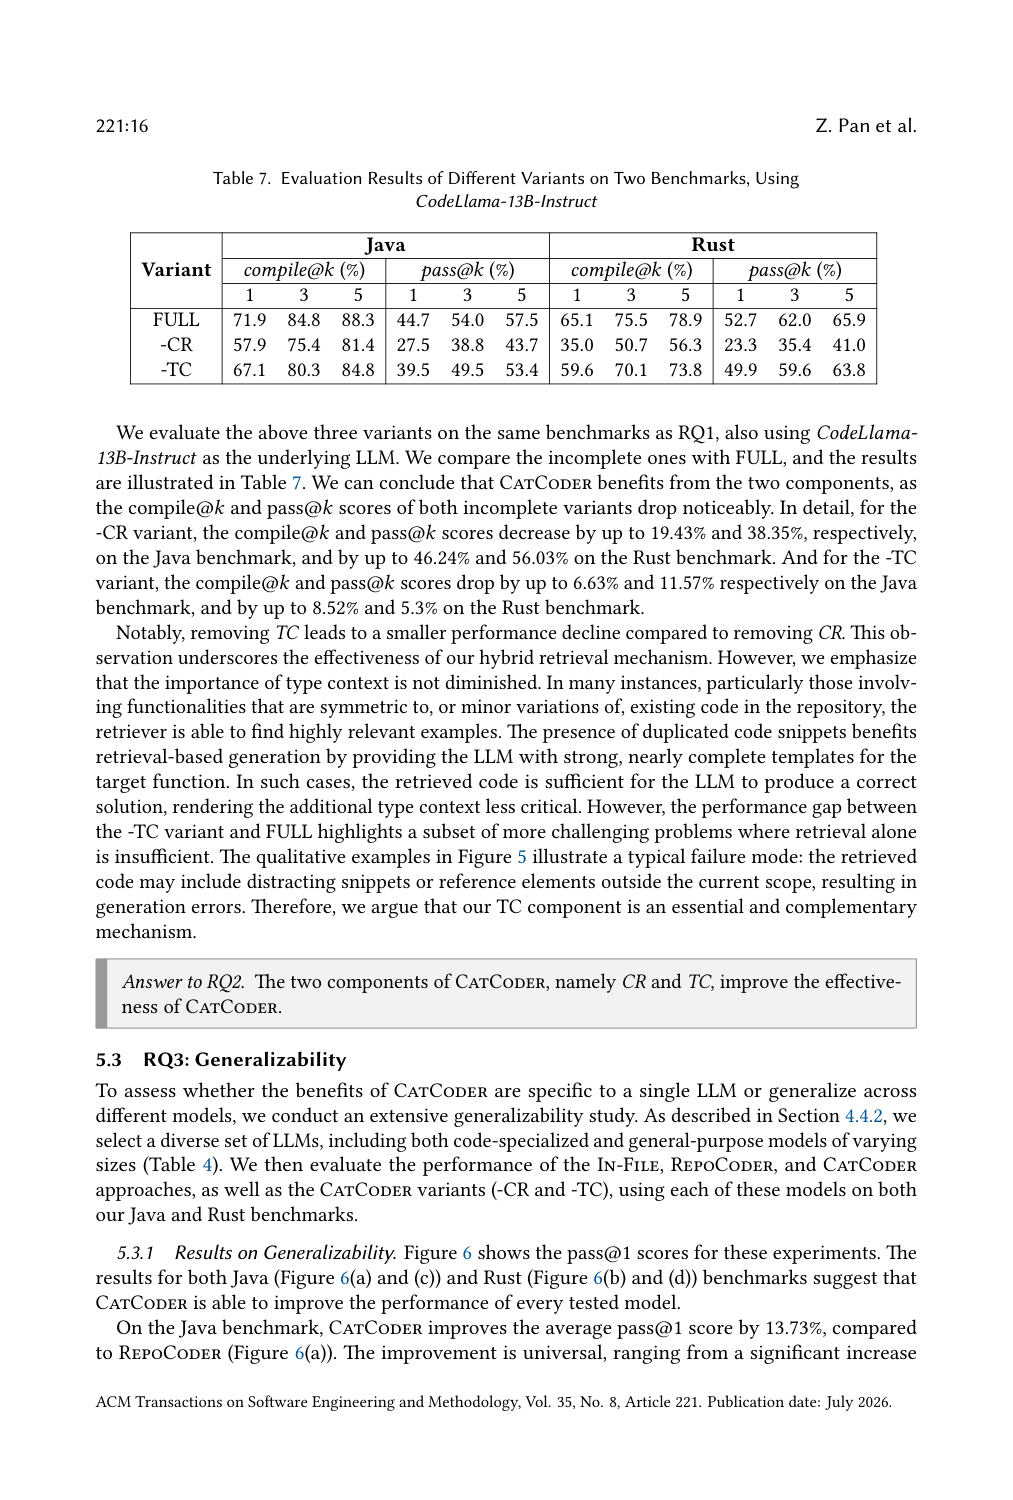 221:16 Z. Pan et al.
Table 7. Evaluation Results of Different Variants on Two Benchmarks, Using
CodeLlama-13B-Instruct
Java Rust
Variant compile@k (%) pass@k (%) compile@k (%) pass@k (%)
1 3 5 1 3 5 1 3 5 1 3 5
FULL 71.9 84.8 88.3 44.7 54.0 57.5 65.1 75.5 78.9 52.7 62.0 65.9
-CR 57.9 75.4 81.4 27.5 38.8 43.7 35.0 50.7 56.3 23.3 35.4 41.0
-TC 67.1 80.3 84.8 39.5 49.5 53.4 59.6 70.1 73.8 49.9 59.6 63.8
We evaluate the above three variants on the same benchmarks as RQ1, also using CodeLlama-
13B-Instruct as the underlying LLM. We compare the incomplete ones with FULL, and the results
are illustrated in Table 7. We can conclude that CatCoder benefits from the two components, as
the compile@k and pass@k scores of both incomplete variants drop noticeably. In detail, for the
-CR variant, the compile@k and pass@k scores decrease by up to 19.43% and 38.35%, respectively,
on the Java benchmark, and by up to 46.24% and 56.03% on the Rust benchmark. And for the -TC
variant, the compile@k and pass@k scores drop by up to 6.63% and 11.57% respectively on the Java
benchmark, and by up to 8.52% and 5.3% on the Rust benchmark.
Notably, removing TC leads to a smaller performance decline compared to removing CR. This ob-
servation underscores the effectiveness of our hybrid retrieval mechanism. However, we emphasize
that the importance of type context is not diminished. In many instances, particularly those involv-
ing functionalities that are symmetric to, or minor variations of, existing code in the repository, the
retriever is able to find highly relevant examples. The presence of duplicated code snippets benefits
retrieval-based generation by providing the LLM with strong, nearly complete templates for the
target function. In such cases, the retrieved code is sufficient for the LLM to produce a correct
solution, rendering the additional type context less critical. However, the performance gap between
the -TC variant and FULL highlights a subset of more challenging problems where retrieval alone
is insufficient. The qualitative examples in Figure 5 illustrate a typical failure mode: the retrieved
code may include distracting snippets or reference elements outside the current scope, resulting in
generation errors. Therefore, we argue that our TC component is an essential and complementary
mechanism.
Answer to RQ2. The two components of CatCoder, namely CR and TC, improve the effective-
ness of CatCoder.
5.3 RQ3: Generalizability
To assess whether the benefits of CatCoder are specific to a single LLM or generalize across
different models, we conduct an extensive generalizability study. As described in Section 4.4.2, we
select a diverse set of LLMs, including both code-specialized and general-purpose models of varying
sizes (Table 4). We then evaluate the performance of the In-File, RepoCoder, and CatCoder
approaches, as well as the CatCoder variants (-CR and -TC), using each of these models on both
our Java and Rust benchmarks.
5.3.1 Results on Generalizability. Figure 6 shows the pass@1 scores for these experiments. The
results for both Java (Figure 6(a) and (c)) and Rust (Figure 6(b) and (d)) benchmarks suggest that
CatCoder is able to improve the performance of every tested model.
On the Java benchmark, CatCoder improves the average pass@1 score by 13.73%, compared
to RepoCoder (Figure 6(a)). The improvement is universal, ranging from a significant increase
ACM Transactions on Software Engineering and Methodology, Vol. 35, No. 8, Article 221. Publication date: July 2026.